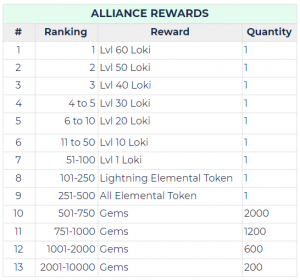 ALLIANCE REWARDS
# Ranking Reward Quantity
1 1 Lvl 60 Loki 1
2 2 Lvl 50 Loki 1
3 3 Lvl 40 Loki 1
4 4 to 5 Lvl 30 Loki 1
5 6 to 10 Lvl 20 Loki 1
6 11 to 50 Lvl 10 Loki 1
7 51-100 Lvl 1 Loki 1
8 101-250 Lightning Elemental Token 1
9 251-500 All Elemental Token 1
10 501-750 Gems 2000
11 751-1000 Gems 1200
12 1001-2000 Gems 600
13 2001-10000 Gems 200